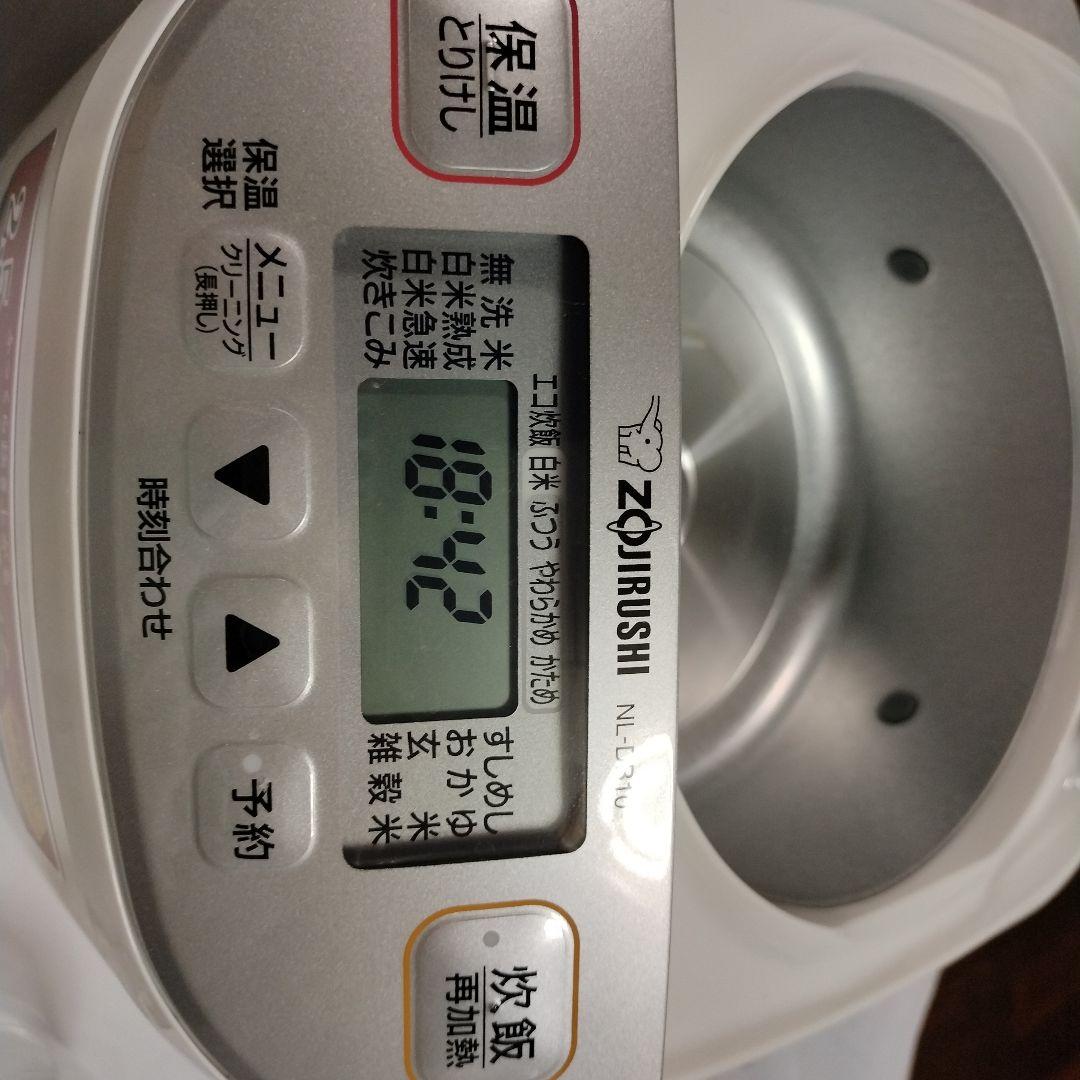 ZOJIRUSHI
保温
とりけし
無洗米
白米熟成
白米急速
炊きこみ
エコ炊飯 白米 ふつう やわらかめ かため
18:42
すしめし
おかゆ
玄米
雑穀米
炊飯
再加熱
保温
選択
メニュー
クリーニング
(長押し)
▼
▲
時刻合わせ
予約